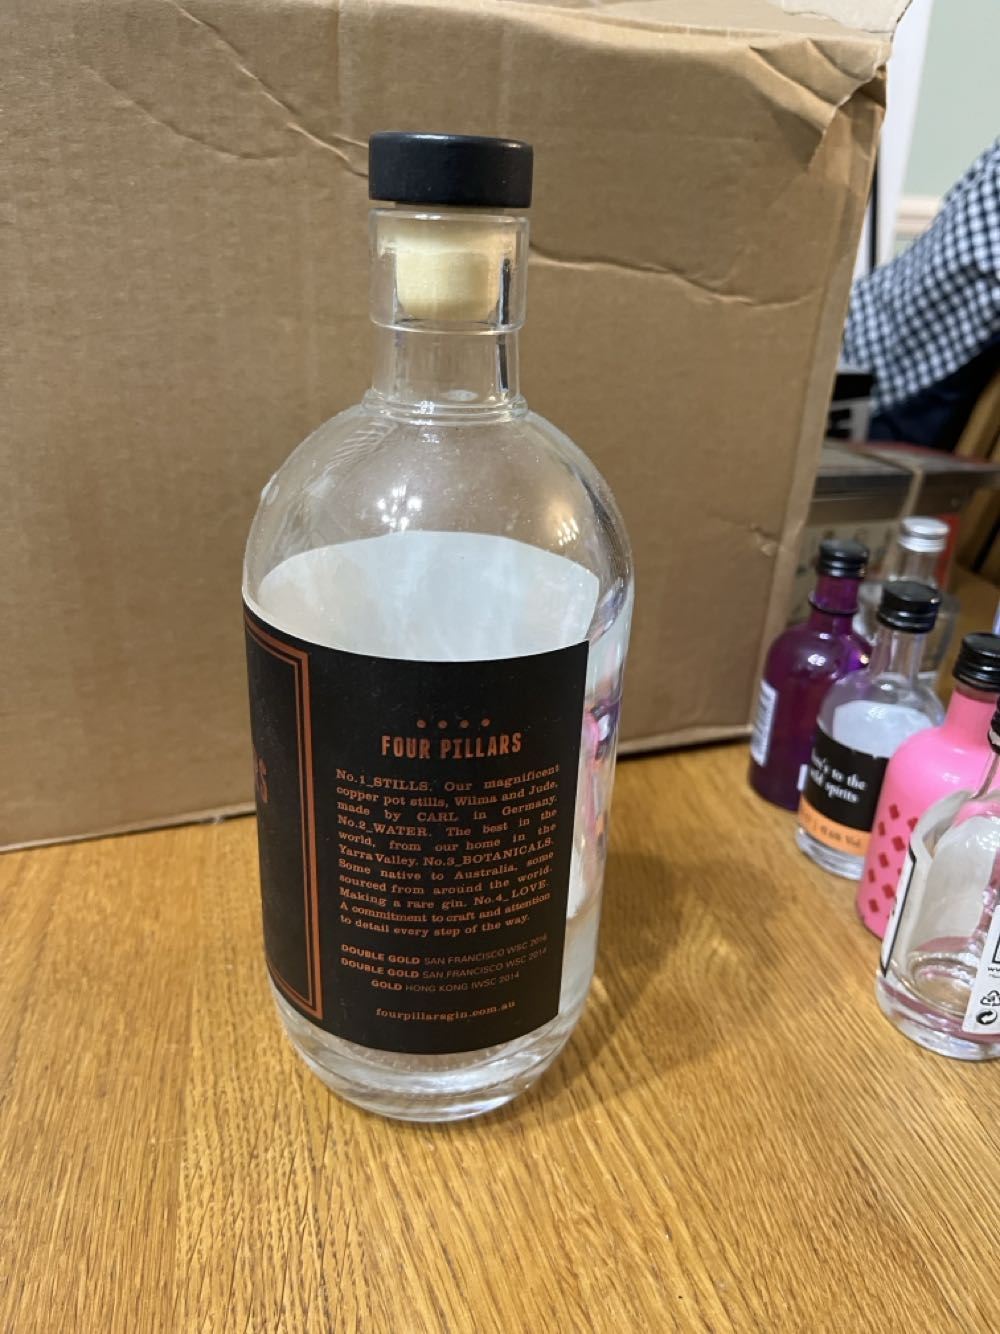 FOUR PILLARS
No.1_STILLS. Our magnificent
copper pot stills, Wilma and Jude,
made by CARL in Germany.
No.2_WATER. The best in the
world, from our home in the
Yarra Valley. No.3_BOTANICALS.
Some native to Australia, some
sourced from around the world.
Making a rare gin. No.4_LOVE.
A commitment to craft and attention
to detail every step of the way.
DOUBLE GOLD SAN FRANCISCO WSC 2016
DOUBLE GOLD SAN FRANCISCO WSC 2014
GOLD HONG KONG IWSC 2014
fourpillarsgin.com.au
to the
spirits